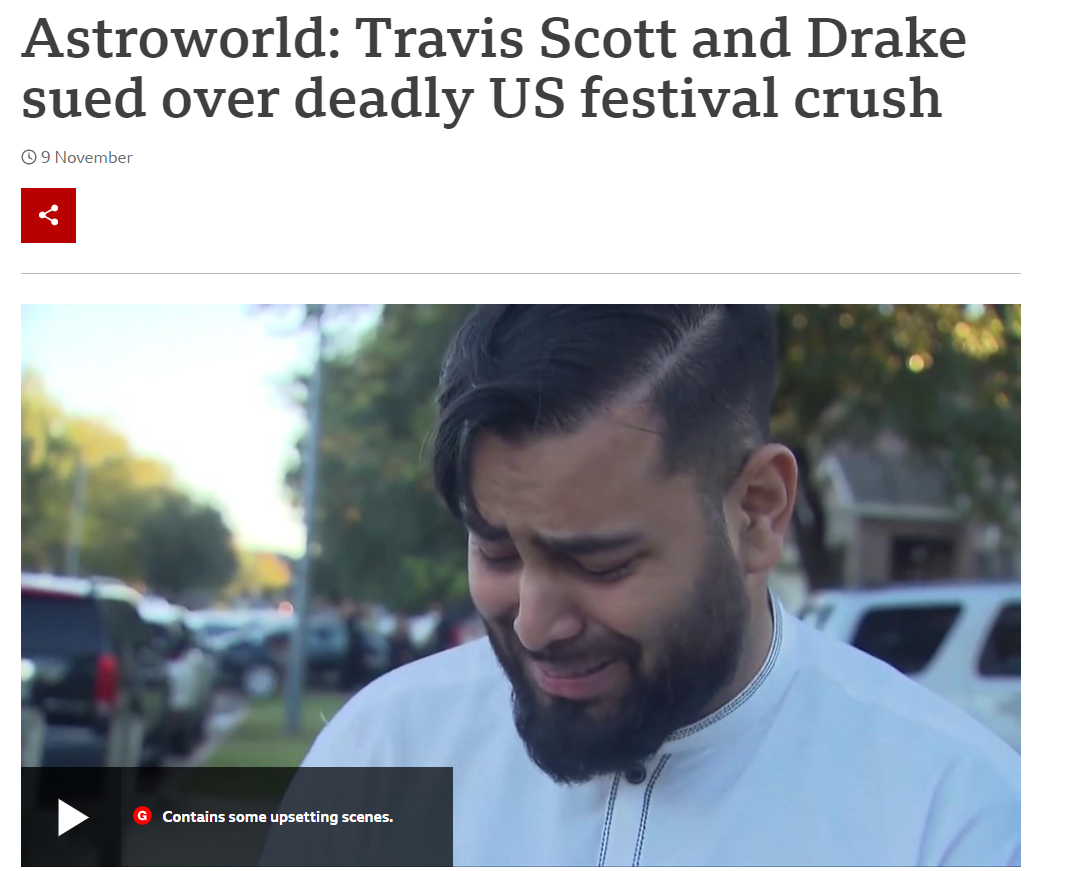 Astroworld: Travis Scott and Drake
sued over deadly US festival crush
9 November
G Contains some upsetting scenes.